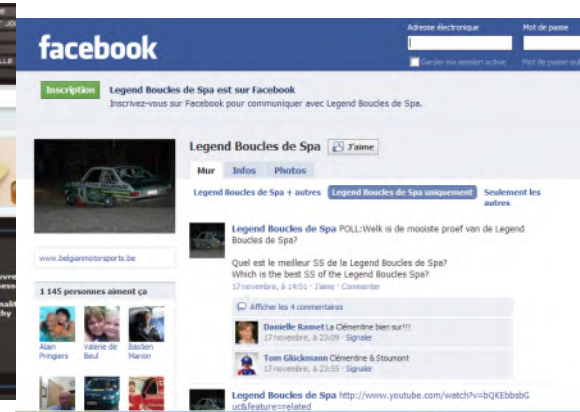 Adresse électronique
Mot de passe
facebook
Garder ma session active
Mot de passe
Inscription
Legend Boucles de Spa est sur Facebook
Inscrivez-vous sur Facebook pour communiquer avec Legend Boucles de Spa.
Legend Boucles de Spa
J'aime
Mur
Infos
Photos
Legend Boucles de Spa + autres
Legend Boucles de Spa uniquement
Seulement les autres
Legend Boucles de Spa POLL:Welk is de mooiste proef van de Legend
Boucles de Spa?
Quel est le meilleur SS de la Legend Boucles de Spa?
Which is the best SS of the Legend Boucles de Spa?
17 novembre, à 14:01 · J'aime · Commenter
Afficher les 4 commentaires
Danielle Ramet La Clémentine bien sur!!!
17 novembre, à 23:09 · Signaler
Tom Glückmann Clémentine & Stoumont
17 novembre, à 23:55 · Signaler
Legend Boucles de Spa http://www.youtube.com/watch?v=bQKEbbsbG
uc&feature=related
www.belgianmotorsports.be
1 145 personnes aiment ça
Alain
Pringiers
Valerie de
Beul
Bastien
Marion